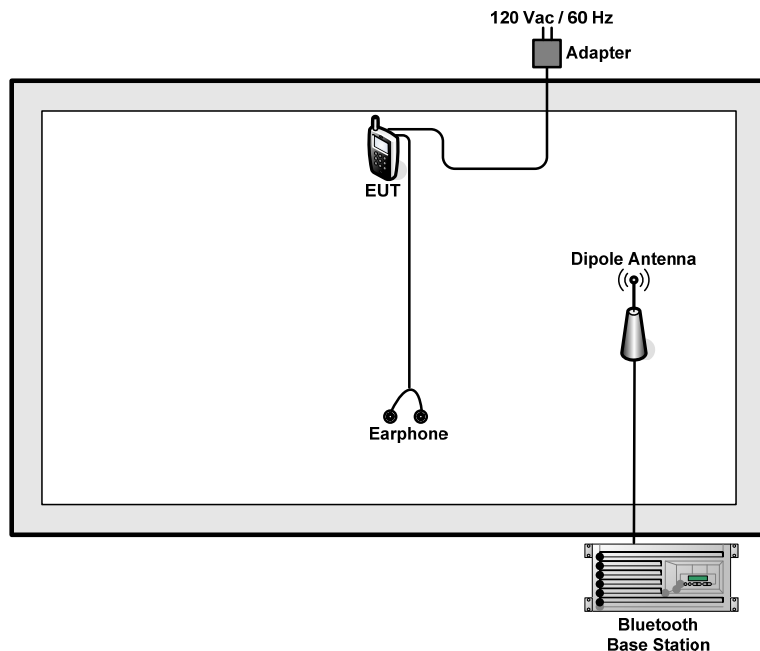 120 Vac / 60 Hz
Adapter
EUT
Dipole Antenna
Earphone
Bluetooth
Base Station